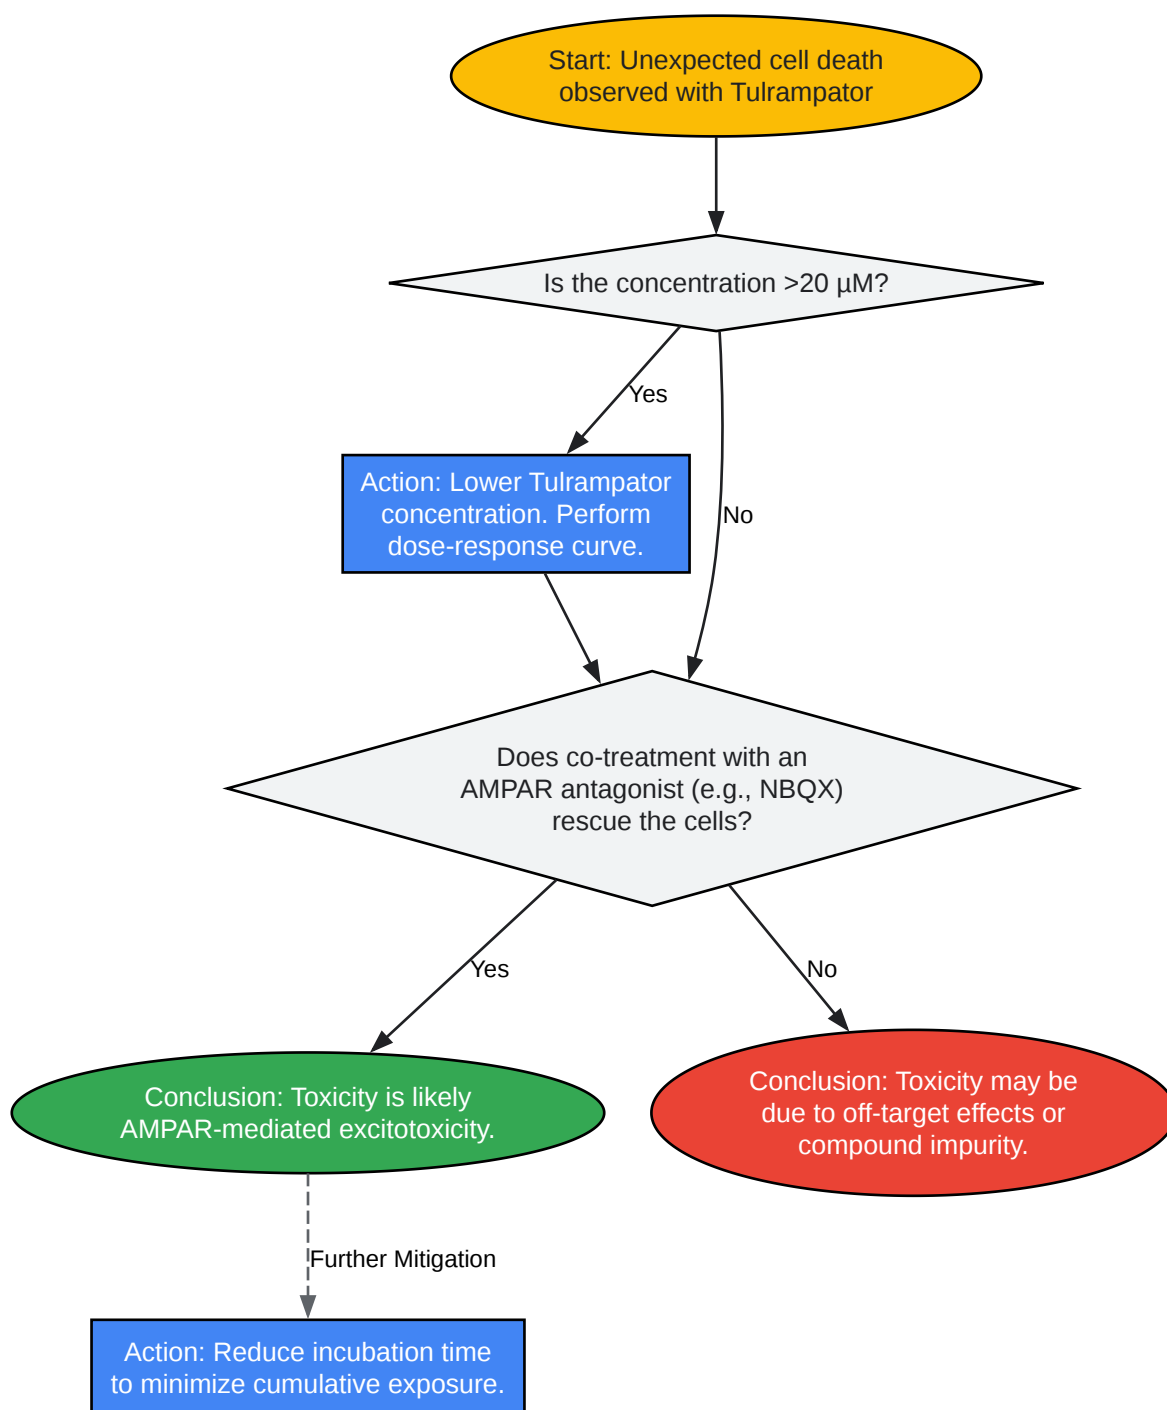 Start: Unexpected cell death
observed with Tulrampator
Is the concentration >20 µM?
Yes
Action: Lower Tulrampator
concentration. Perform
dose-response curve.
No
Does co-treatment with an
AMPAR antagonist (e.g., NBQX)
rescue the cells?
Yes
No
Conclusion: Toxicity is likely
AMPAR-mediated excitotoxicity.
Conclusion: Toxicity may be
due to off-target effects or
compound impurity.
Further Mitigation
Action: Reduce incubation time
to minimize cumulative exposure.